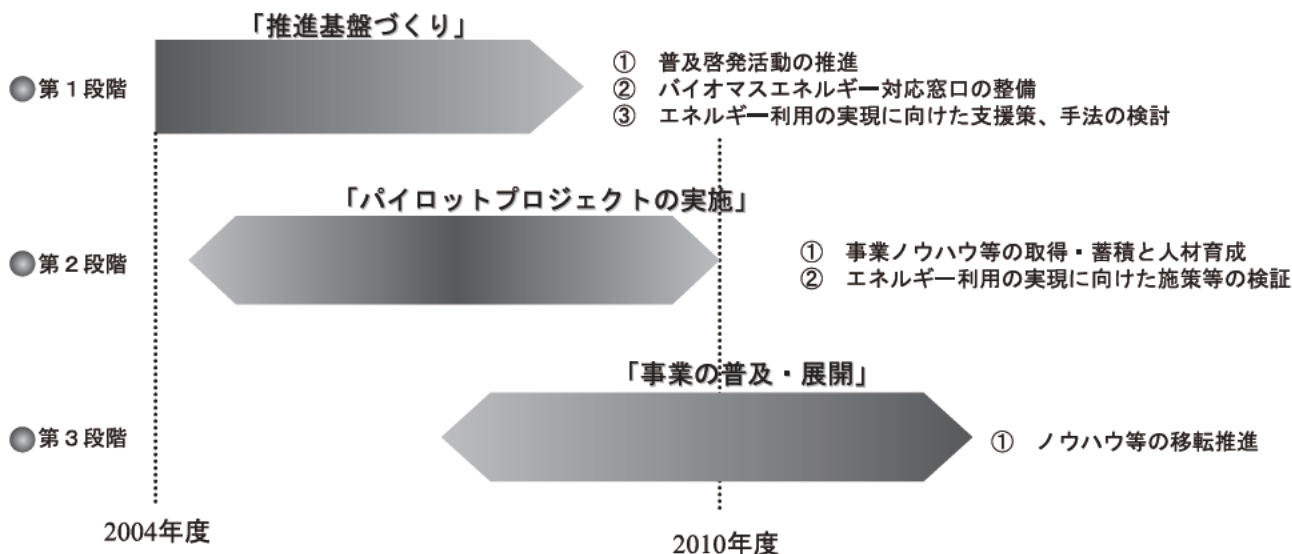 「推進基盤づくり」
第1段階
① 普及啓発活動の推進
② バイオマスエネルギー対応窓口の整備
③ エネルギー利用の実現に向けた支援策、手法の検討
「パイロットプロジェクトの実施」
第2段階
① 事業ノウハウ等の取得・蓄積と人材育成
② エネルギー利用の実現に向けた施策等の検証
「事業の普及・展開」
第3段階
① ノウハウ等の移転推進
2004年度
2010年度